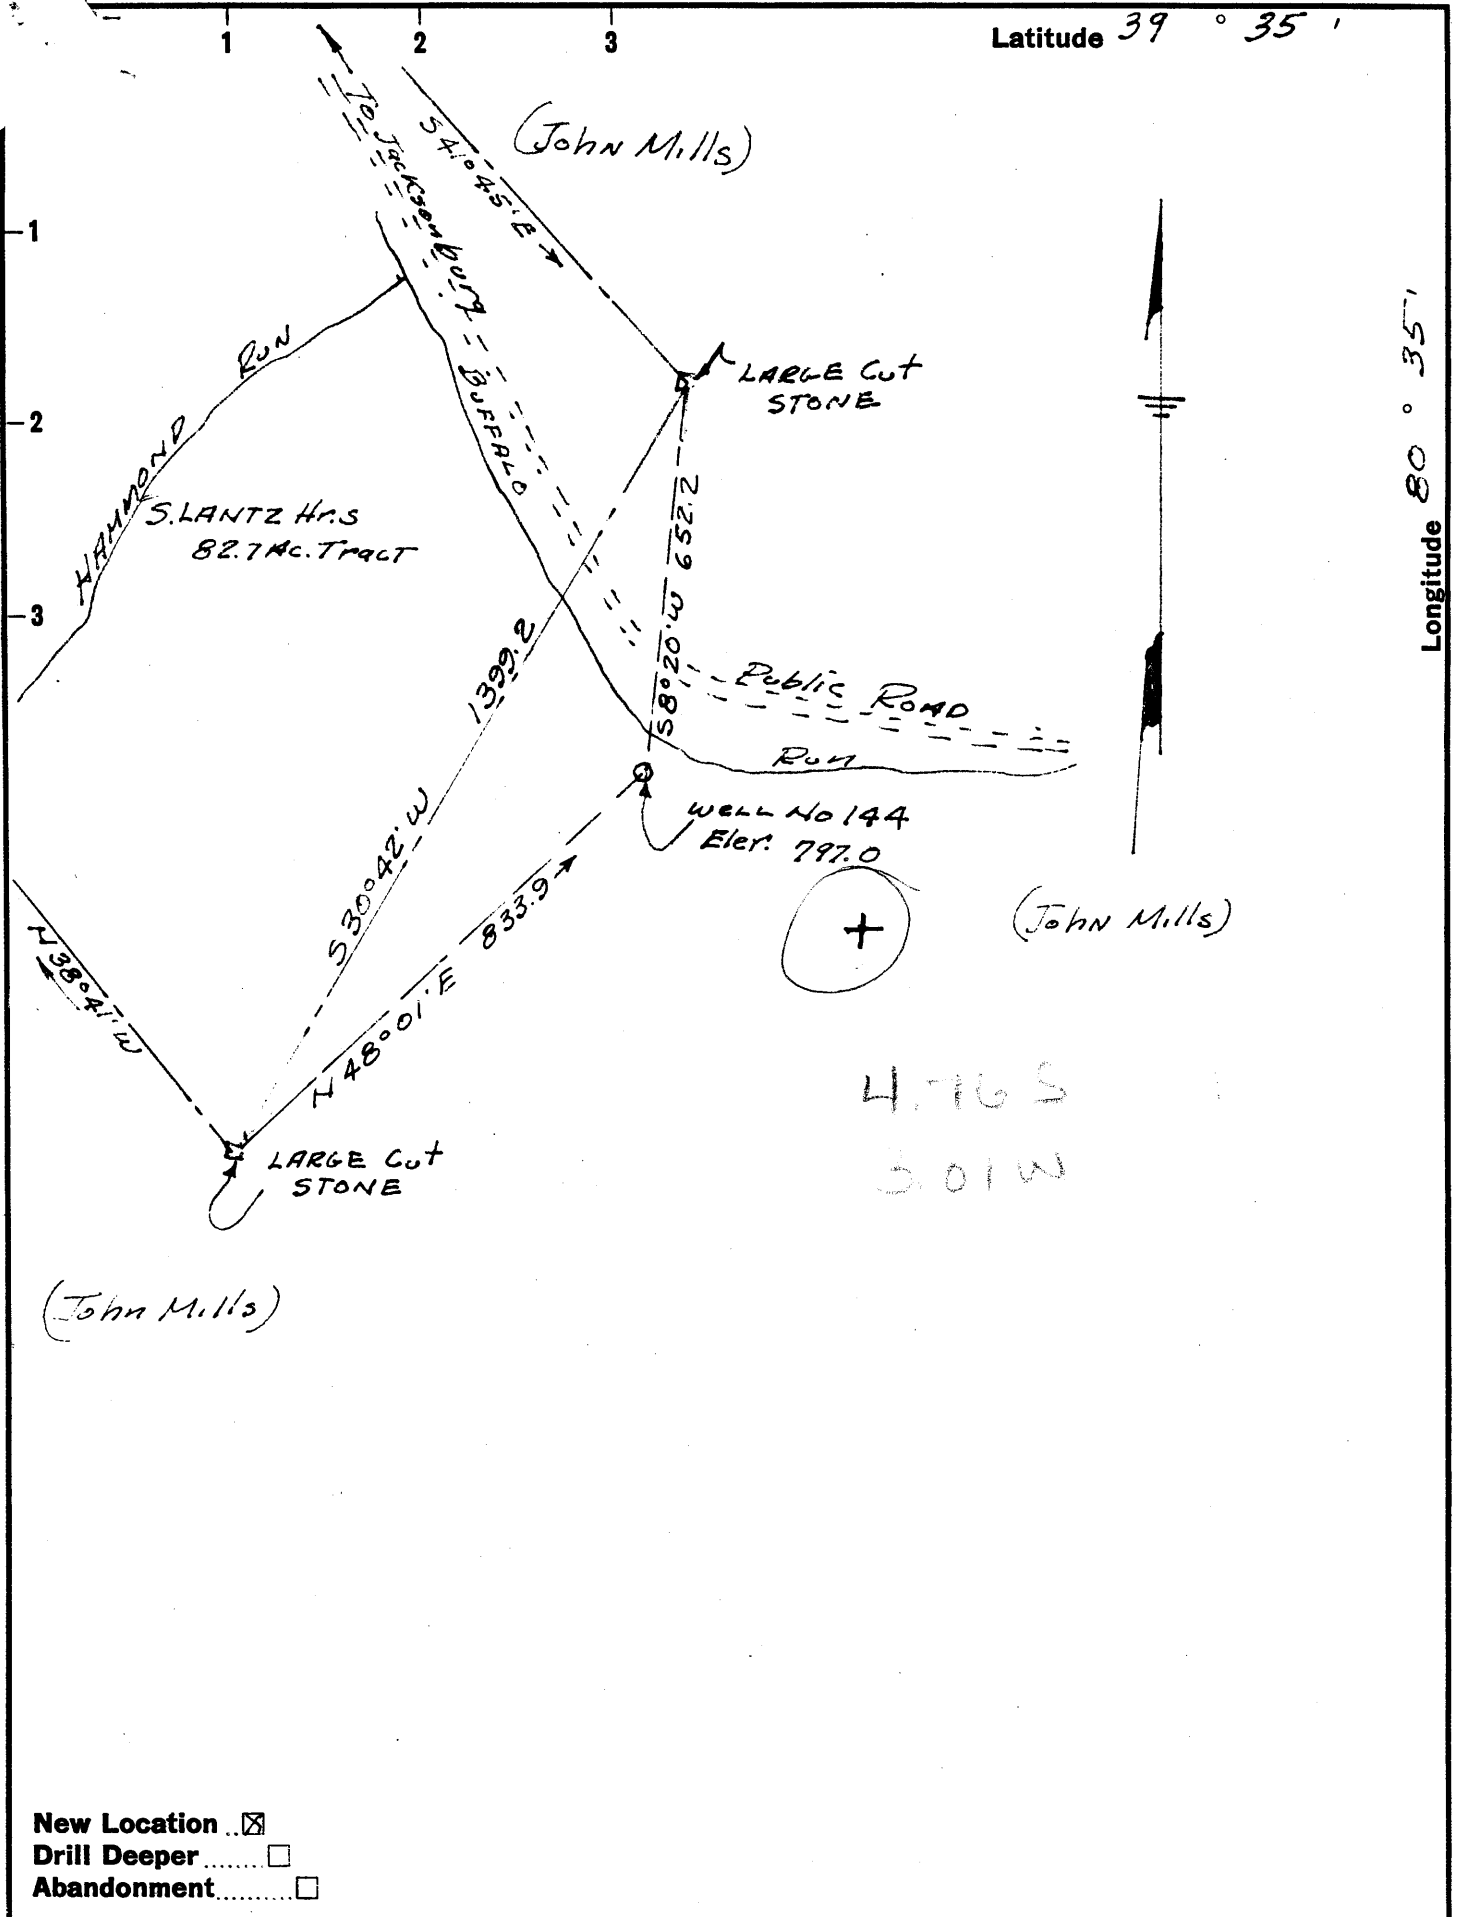 1 2 3
Latitude 39 ° 35 '
To Jacksonburg
S 41° 45' E
(John Mills)
-1
HAMMOND RUN
LARGE Cut
STONE
Longitude 80 ° 35 '
-2
BUFFALO
S. LANTZ Hr.s
82.7 Ac. Tract
S 8° 20' W 652.2
-3
S 30° 42' W 1399.2
Public ROAD
Run
WELL No 144
Elev. 797.0
N 48° 01' E 833.9
(John Mills)
+
N 38° 41' W
4.76 S
3.01 W
LARGE Cut
STONE
(John Mills)
New Location ..☒
Drill Deeper ....... ☐
Abandonment .......... ☐